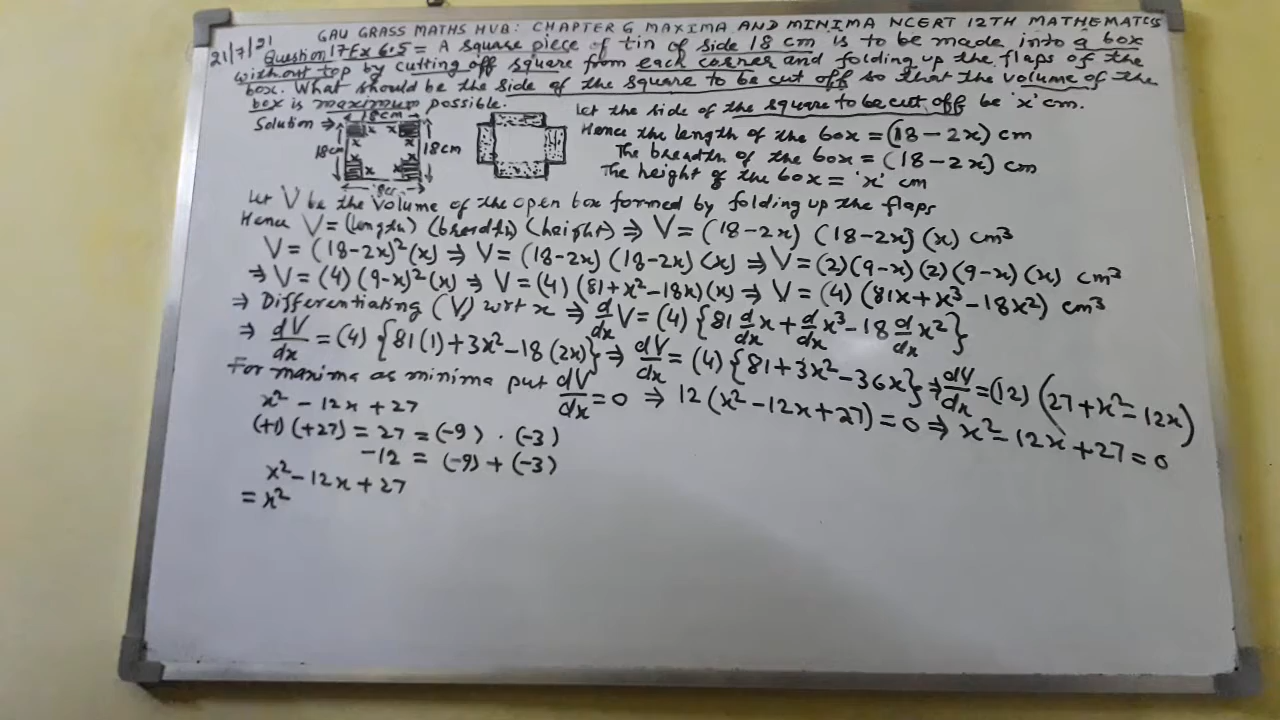 GAU GRASS MATHS HUA: CHAPTER 6 MAXIMA AND MINIMA NCERT 12TH MATHEMATICS
21/7/21 Question 17 Ex 6.5 = A square piece of tin of side 18 cm is to be made into a box
without top by cutting off square from each corner and folding up the flaps of the
box. What should be the side of the square to be cut off so that the volume of the
box is maximum possible.
Solution ⇒
18cm
x x
x x
18cm
18cm
x x
Let the side of the square to be cut off be 'x' cm.
Hence the length of the box = (18-2x) cm
The breadth of the box = (18-2x) cm
The height of the box = 'x' cm
Let V be the volume of the open box formed by folding up the flaps
Hence V = (length) (breadth) (height) ⇒ V = (18-2x) (18-2x) (x) cm³
V = (18-2x)² (x) ⇒ V = (18-2x) (18-2x) (x) ⇒ V = (2) (9-x) (2) (9-x) (x) cm³
⇒ V = (4) (9-x)² (x) ⇒ V = (4) (81+x²-18x) (x) ⇒ V = (4) (81x+x³-18x²) cm³
⇒ Differentiating (V) wrt x ⇒ d/dx V = (4) {81 d/dx x + d/dx x³ - 18 d/dx x²}
⇒ dV/dx = (4) {81(1)+3x²-18(2x)} ⇒ dV/dx = (4) {81+3x²-36x} ⇒ dV/dx = (12) (27+x²-12x)
For maxima as minima put dV/dx = 0 ⇒ 12(x²-12x+27) = 0 ⇒ x²-12x+27=0
x²-12x+27
(+1) (+27) = 27 = (-9) . (-3)
-12 = (-9) + (-3)
x²-12x+27
= x²